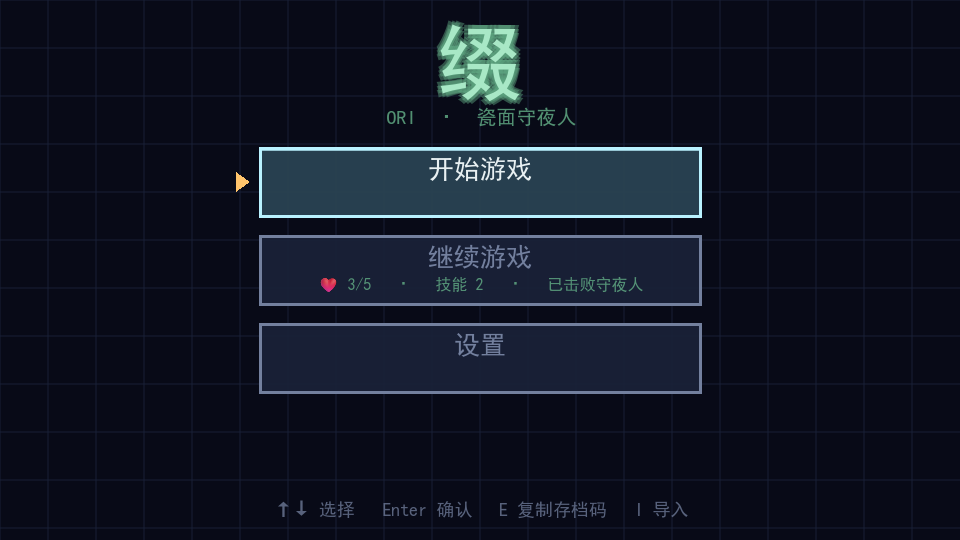 缀
ORI · 瓷面守夜人
开始游戏
继续游戏
❤️ 3/5 · 技能 2 · 已击败守夜人
设置
↑↓ 选择 Enter 确认 E 复制存档码 I 导入